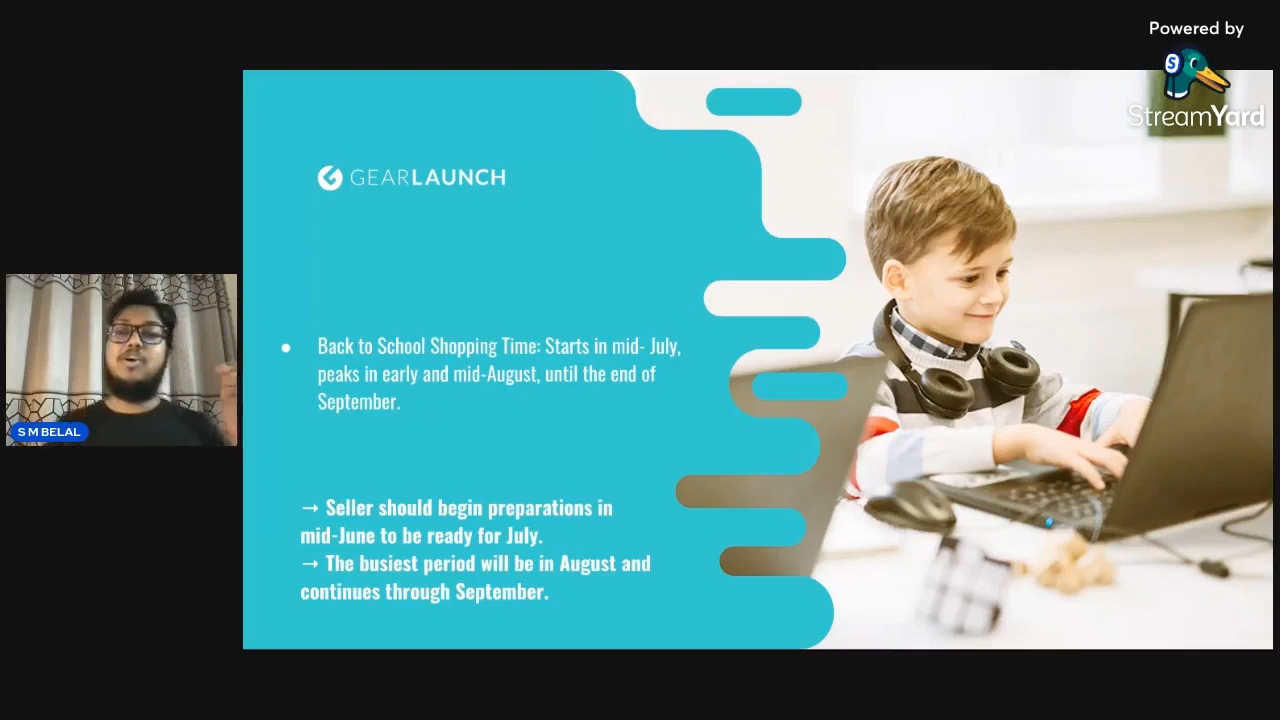 Powered by
S
StreamYard
GEARLAUNCH
● Back to School Shopping Time: Starts in mid- July,
peaks in early and mid-August, until the end of
September.
→ Seller should begin preparations in
mid-June to be ready for July.
→ The busiest period will be in August and
continues through September.
S M BELAL